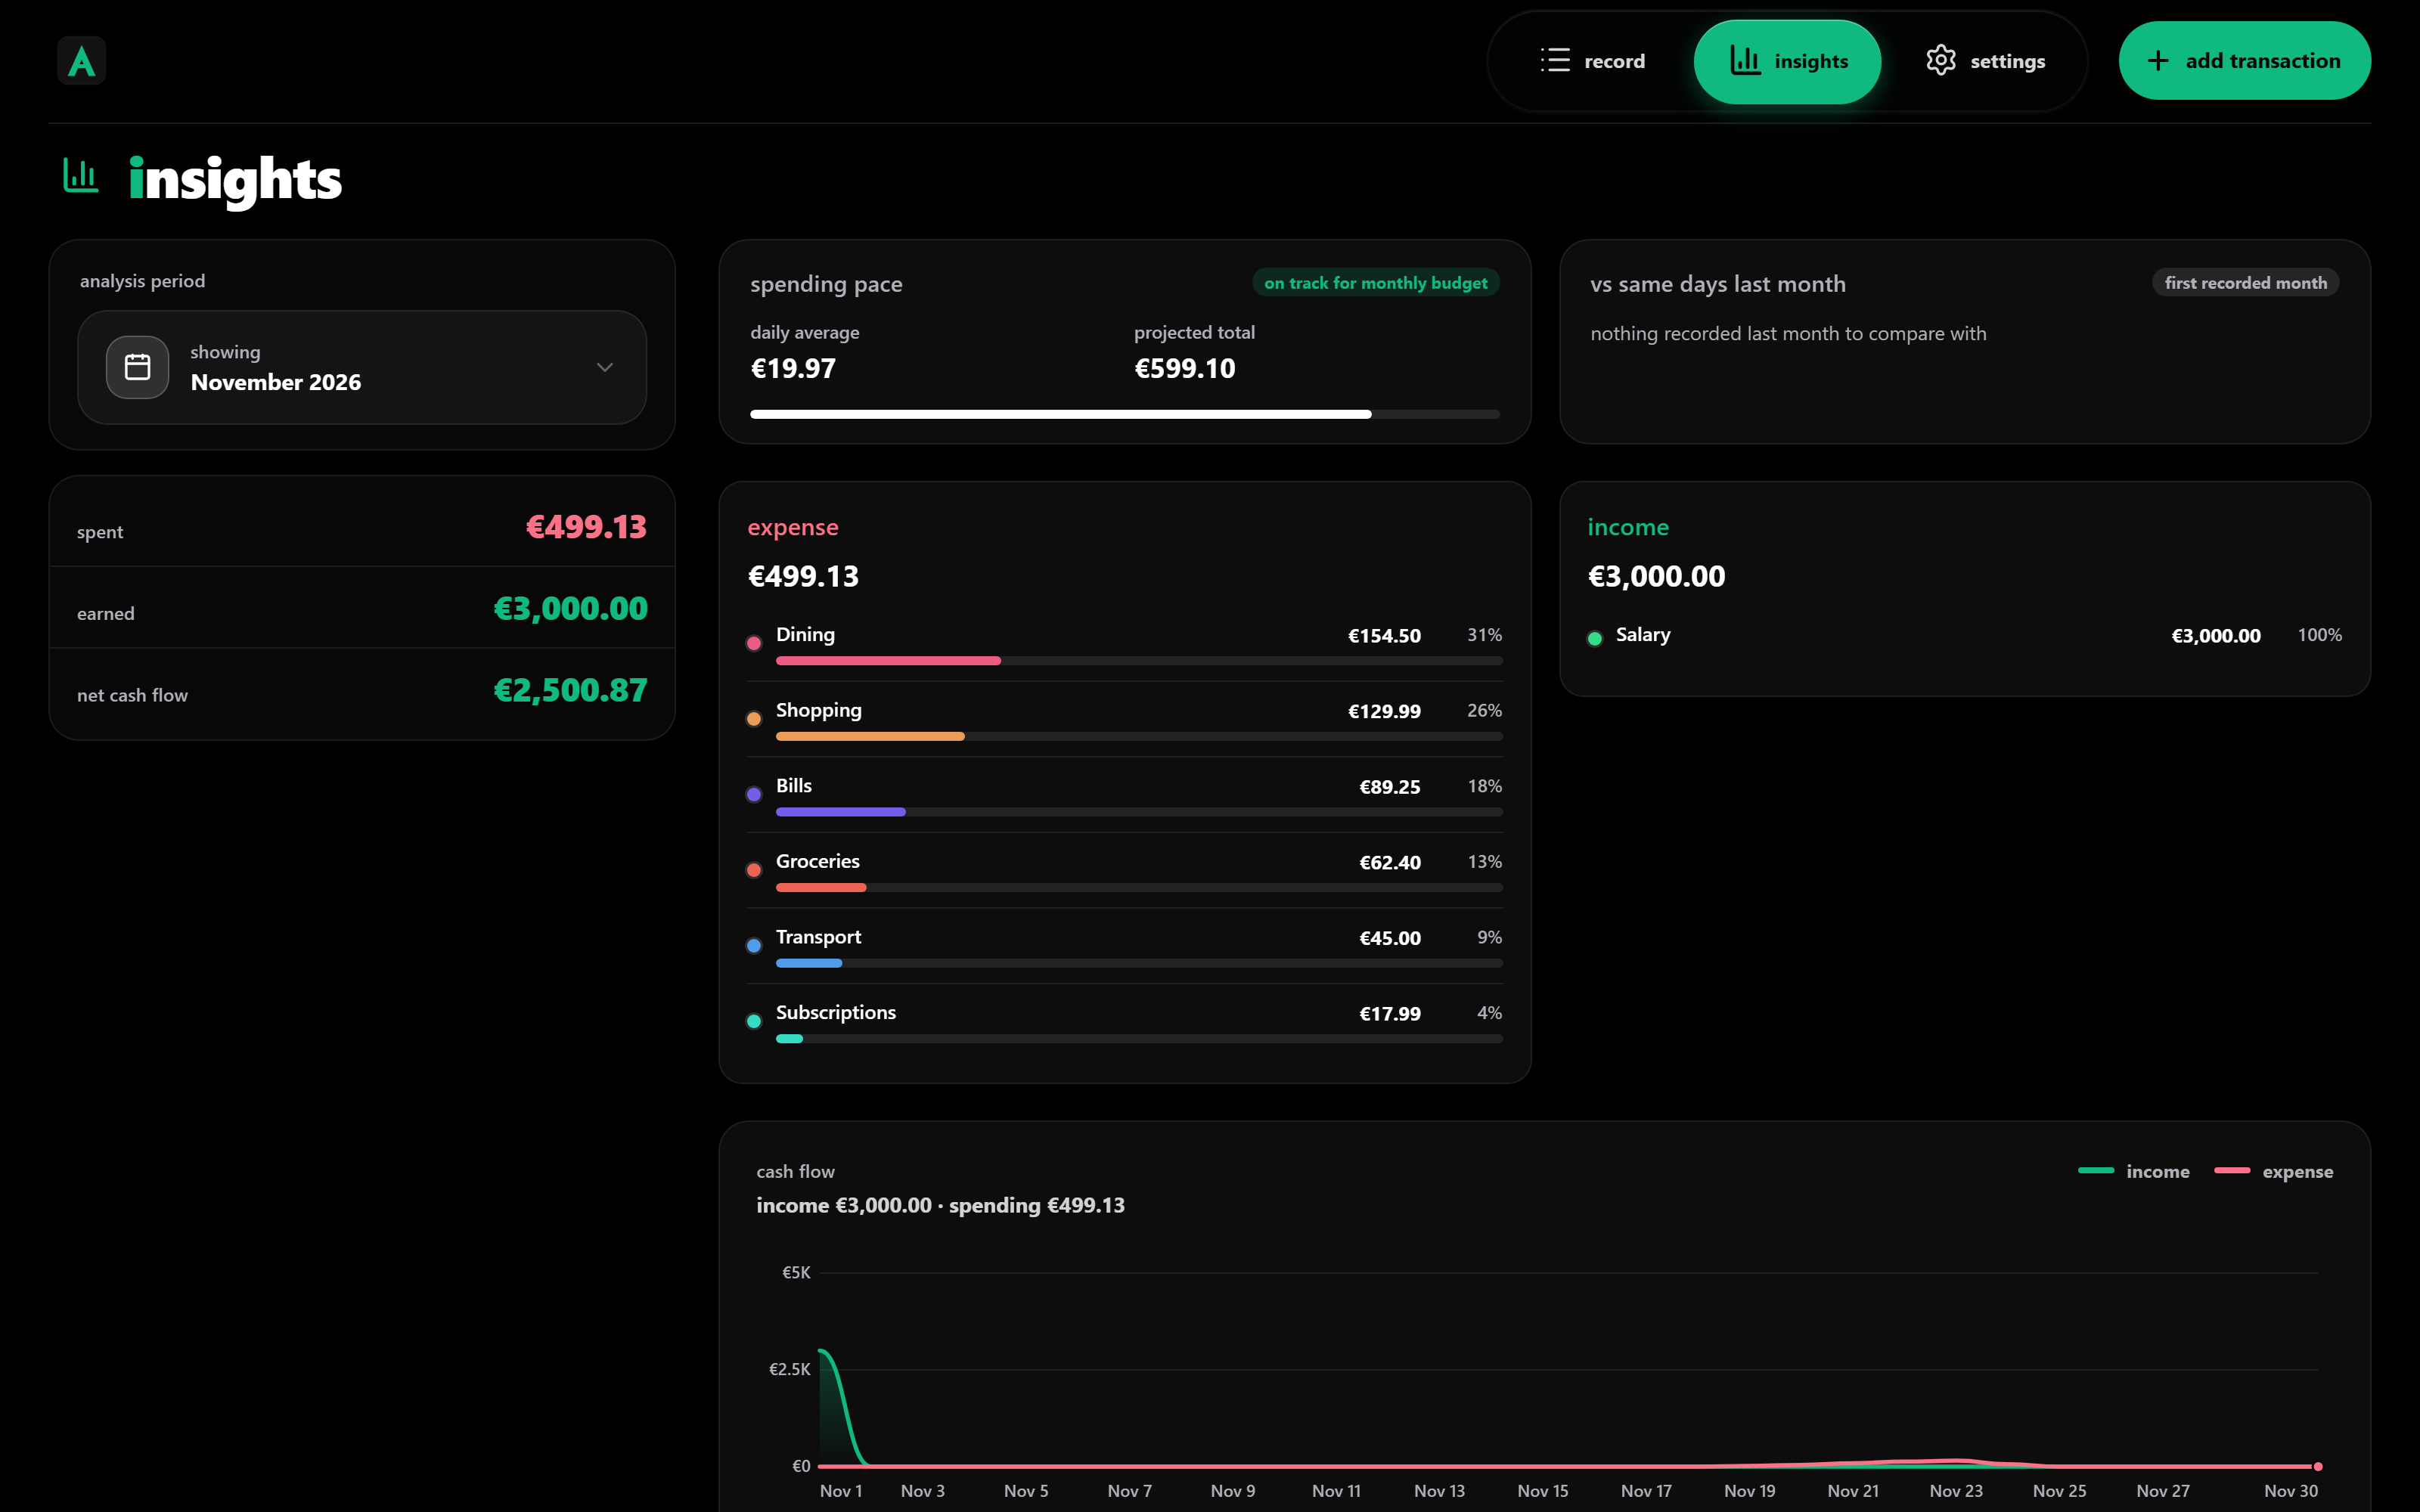 A
record
insights
settings
+ add transaction
insights
analysis period
showing
November 2026
spent €499.13
earned €3,000.00
net cash flow €2,500.87
spending pace
on track for monthly budget
daily average
€19.97
projected total
€599.10
vs same days last month
first recorded month
nothing recorded last month to compare with
expense
€499.13
Dining €154.50 31%
Shopping €129.99 26%
Bills €89.25 18%
Groceries €62.40 13%
Transport €45.00 9%
Subscriptions €17.99 4%
income
€3,000.00
Salary €3,000.00 100%
cash flow
income €3,000.00 · spending €499.13
income
expense
€5K
€2.5K
€0
Nov 1 Nov 3 Nov 5 Nov 7 Nov 9 Nov 11 Nov 13 Nov 15 Nov 17 Nov 19 Nov 21 Nov 23 Nov 25 Nov 27 Nov 30